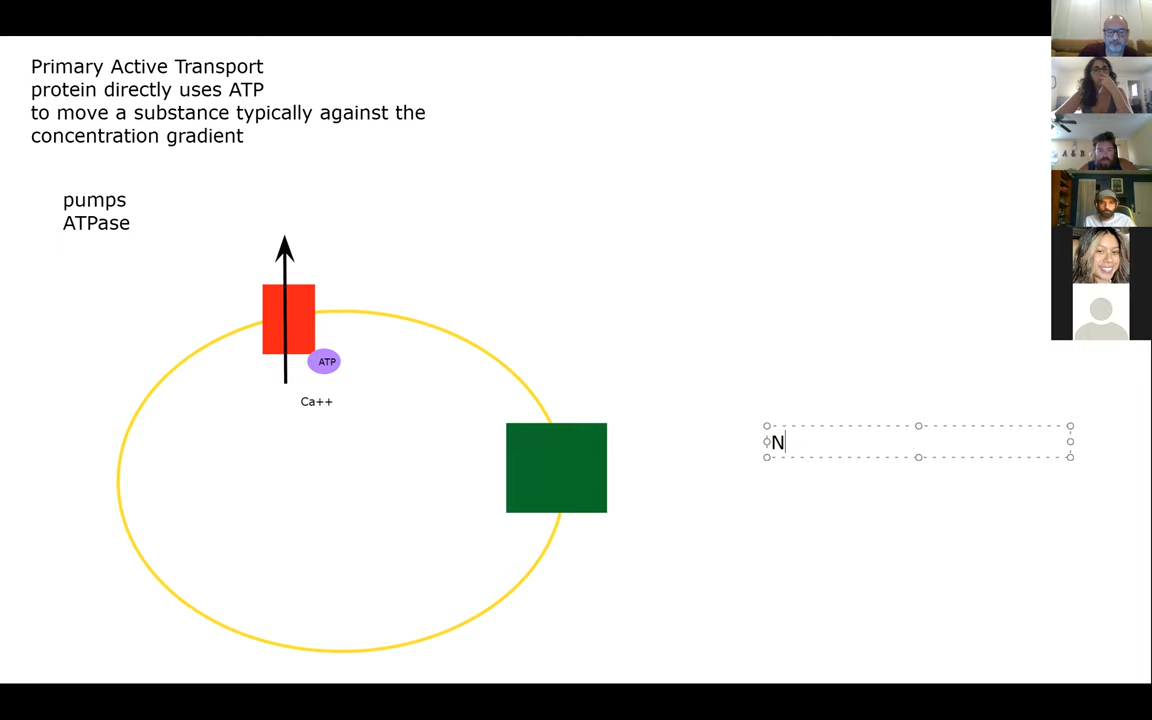 Primary Active Transport
protein directly uses ATP
to move a substance typically against the
concentration gradient
pumps
ATPase
ATP
Ca++
N